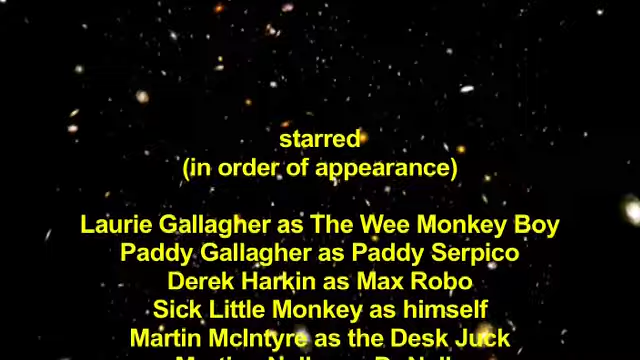 starred
(in order of appearance)
Laurie Gallagher as The Wee Monkey Boy
Paddy Gallagher as Paddy Serpico
Derek Harkin as Max Robo
Sick Little Monkey as himself
Martin McIntyre as the Desk Juck